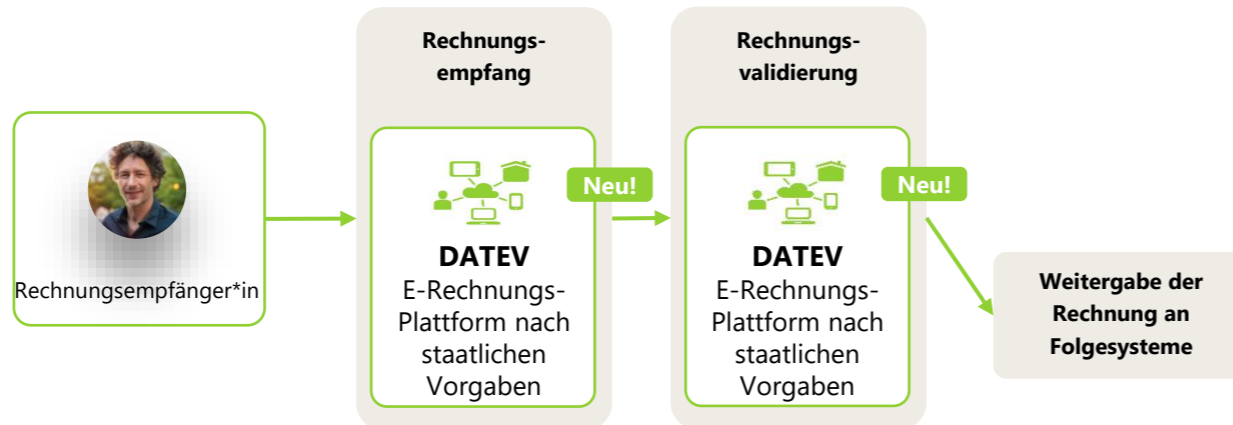 Rechnungs-
empfang
Rechnungs-
validierung
Rechnungsempfänger*in
Neu!
DATEV
E-Rechnungs-
Plattform nach
staatlichen
Vorgaben
Neu!
DATEV
E-Rechnungs-
Plattform nach
staatlichen
Vorgaben
Weitergabe der
Rechnung an
Folgesysteme